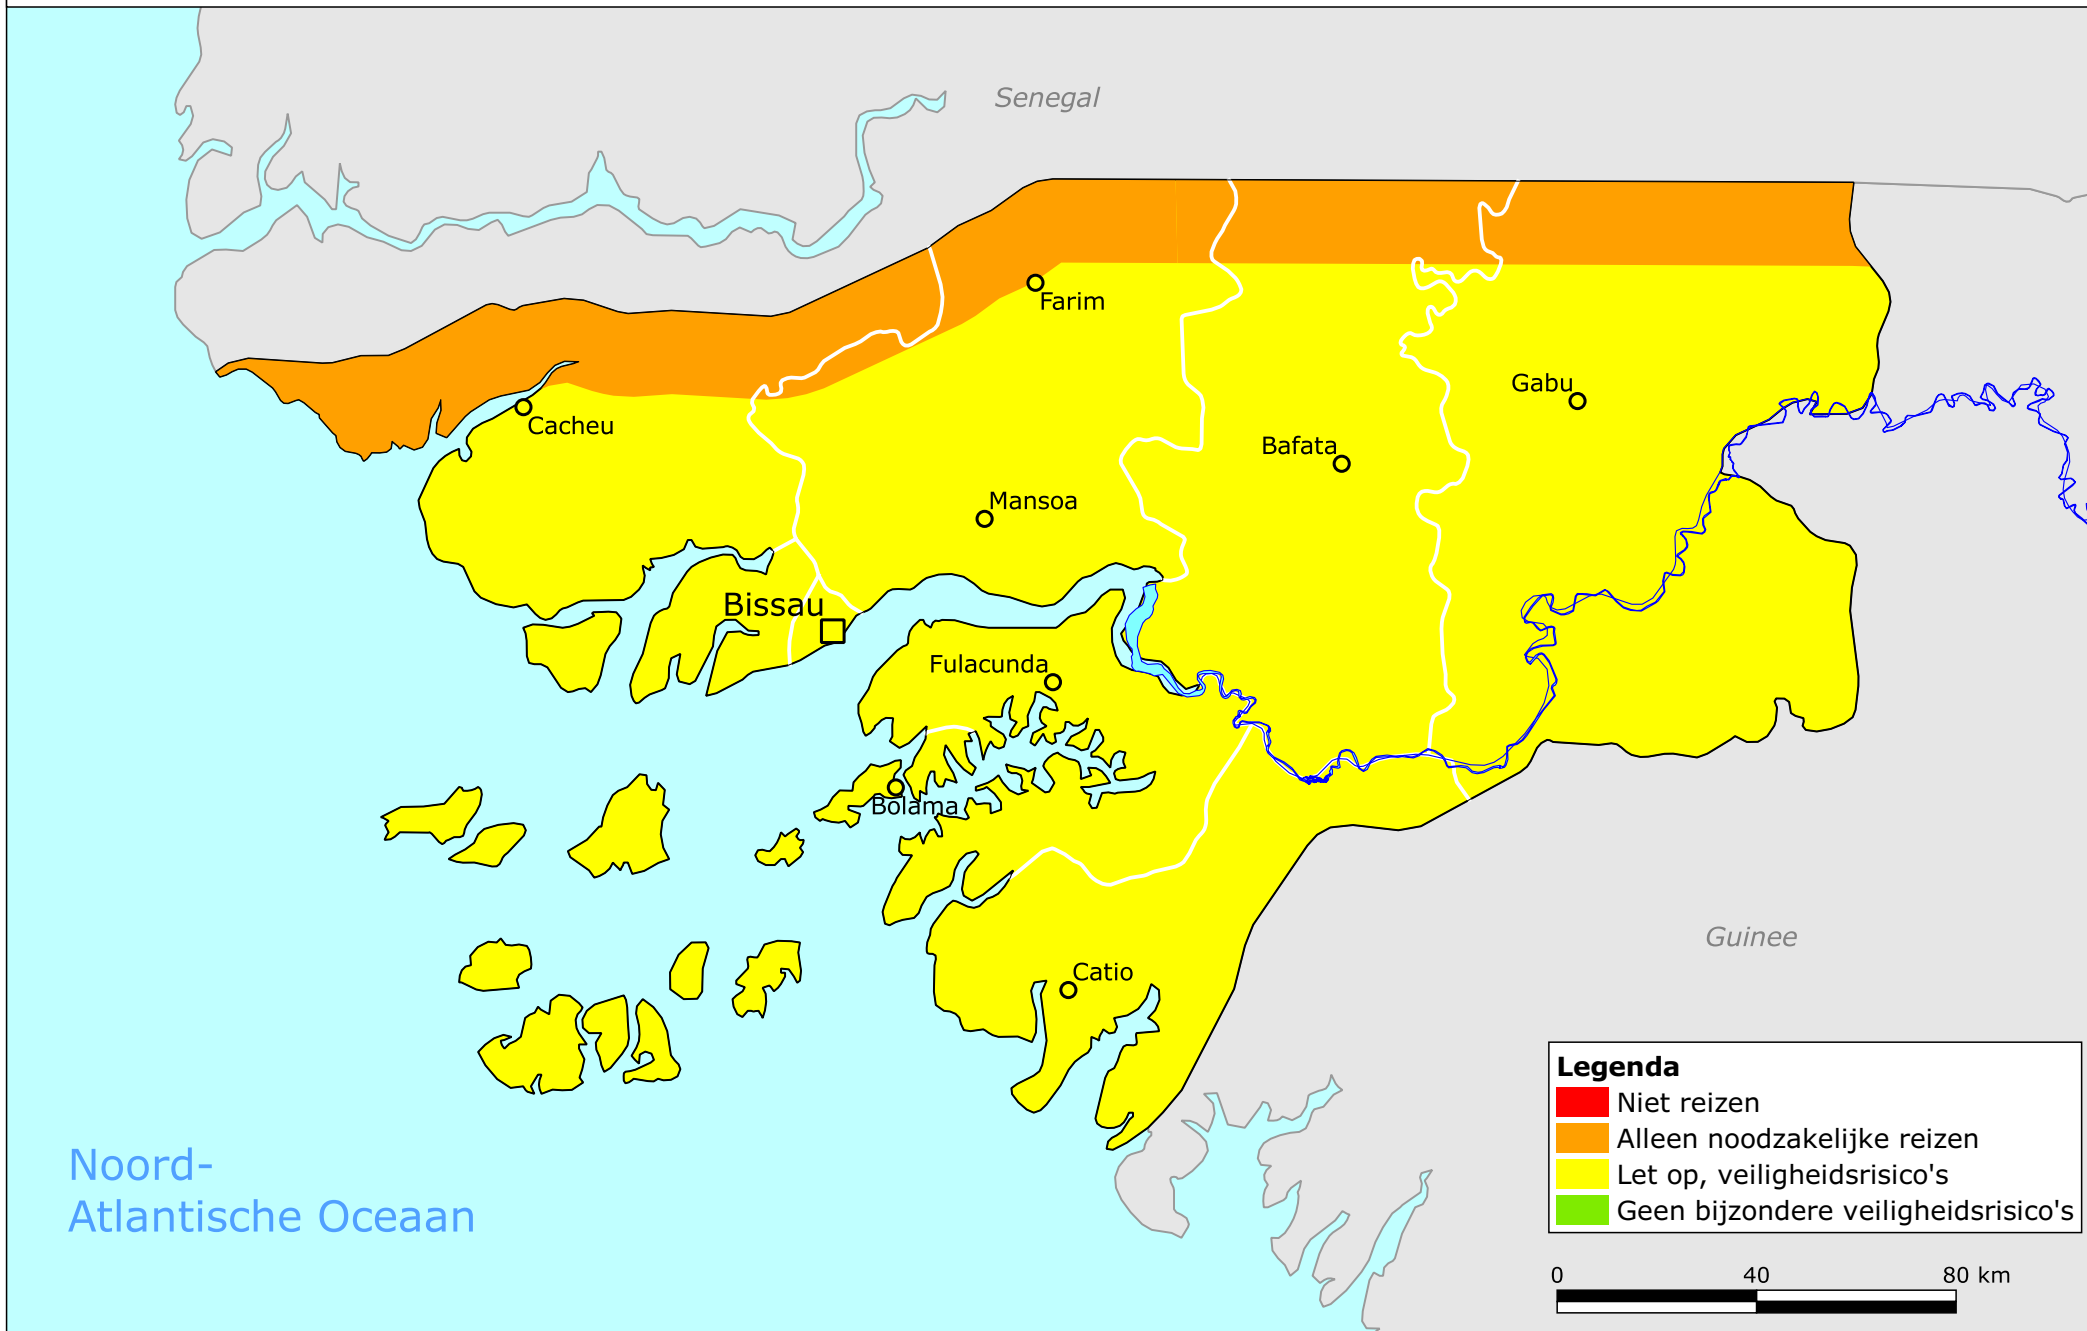 Senegal
Farim
Gabu
Cacheu
Bafata
Mansoa
Bissau
Fulacunda
Bolama
Guinee
Catio
Noord-
Atlantische Oceaan
Legenda
Niet reizen
Alleen noodzakelijke reizen
Let op, veiligheidsrisico's
Geen bijzondere veiligheidsrisico's
0 40 80 km